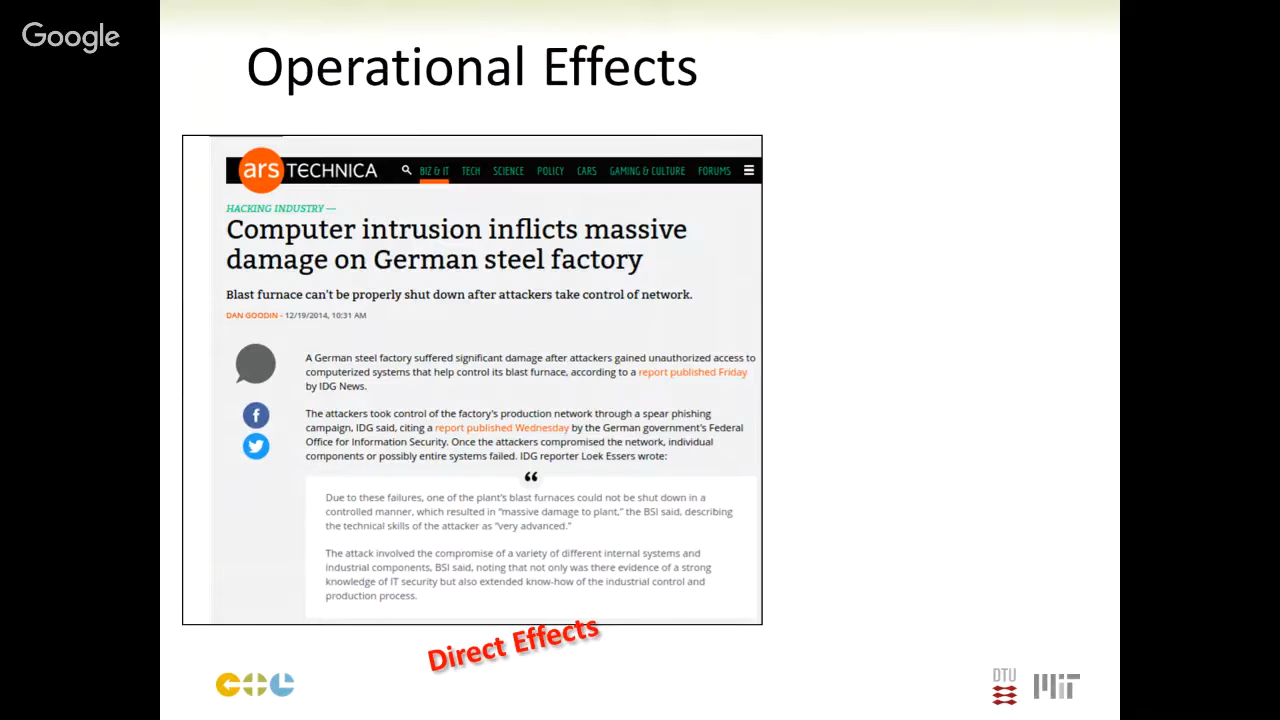 Google
Operational Effects
ars TECHNICA
BIZ & IT TECH SCIENCE POLICY CARS GAMING & CULTURE FORUMS
HACKING INDUSTRY —
Computer intrusion inflicts massive
damage on German steel factory
Blast furnace can't be properly shut down after attackers take control of network.
DAN GOODIN - 12/19/2014, 10:31 AM
A German steel factory suffered significant damage after attackers gained unauthorized access to
computerized systems that help control its blast furnace, according to a report published Friday
by IDG News.
The attackers took control of the factory's production network through a spear phishing
campaign, IDG said, citing a report published Wednesday by the German government's Federal
Office for Information Security. Once the attackers compromised the network, individual
components or possibly entire systems failed. IDG reporter Loek Essers wrote:
“
Due to these failures, one of the plant's blast furnaces could not be shut down in a
controlled manner, which resulted in “massive damage to plant,” the BSI said, describing
the technical skills of the attacker as “very advanced.”
The attack involved the compromise of a variety of different internal systems and
industrial components, BSI said, noting that not only was there evidence of a strong
knowledge of IT security but also extended know-how of the industrial control and
production process.
Direct Effects
DTU
MIT